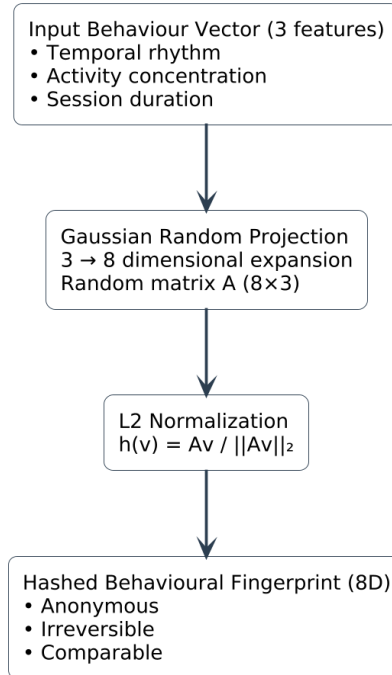 Input Behaviour Vector (3 features)
• Temporal rhythm
• Activity concentration
• Session duration
Gaussian Random Projection
3 → 8 dimensional expansion
Random matrix A (8×3)
L2 Normalization
h(v) = Av / ||Av||₂
Hashed Behavioural Fingerprint (8D)
• Anonymous
• Irreversible
• Comparable